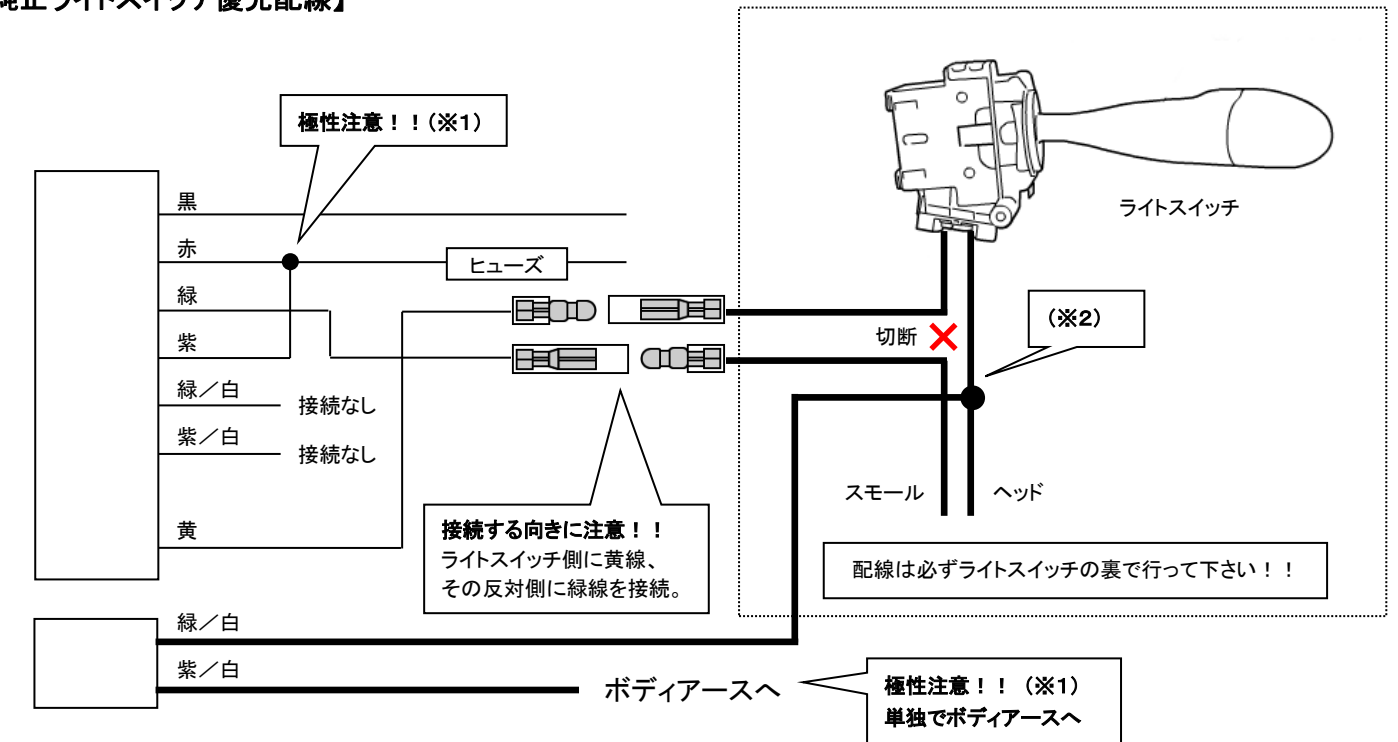 ライトスイッチ優先配線】
極性注意！！(※1)
黒
赤
ヒューズ
緑
紫
緑／白
接続なし
紫／白
接続なし
黄
ライトスイッチ
切断
(※2)
スモール
ヘッド
接続する向きに注意！！
ライトスイッチ側に黄線、
その反対側に緑線を接続。
配線は必ずライトスイッチの裏で行って下さい！！
緑／白
紫／白
ボディアースへ
極性注意！！ (※1)
単独でボディアースへ